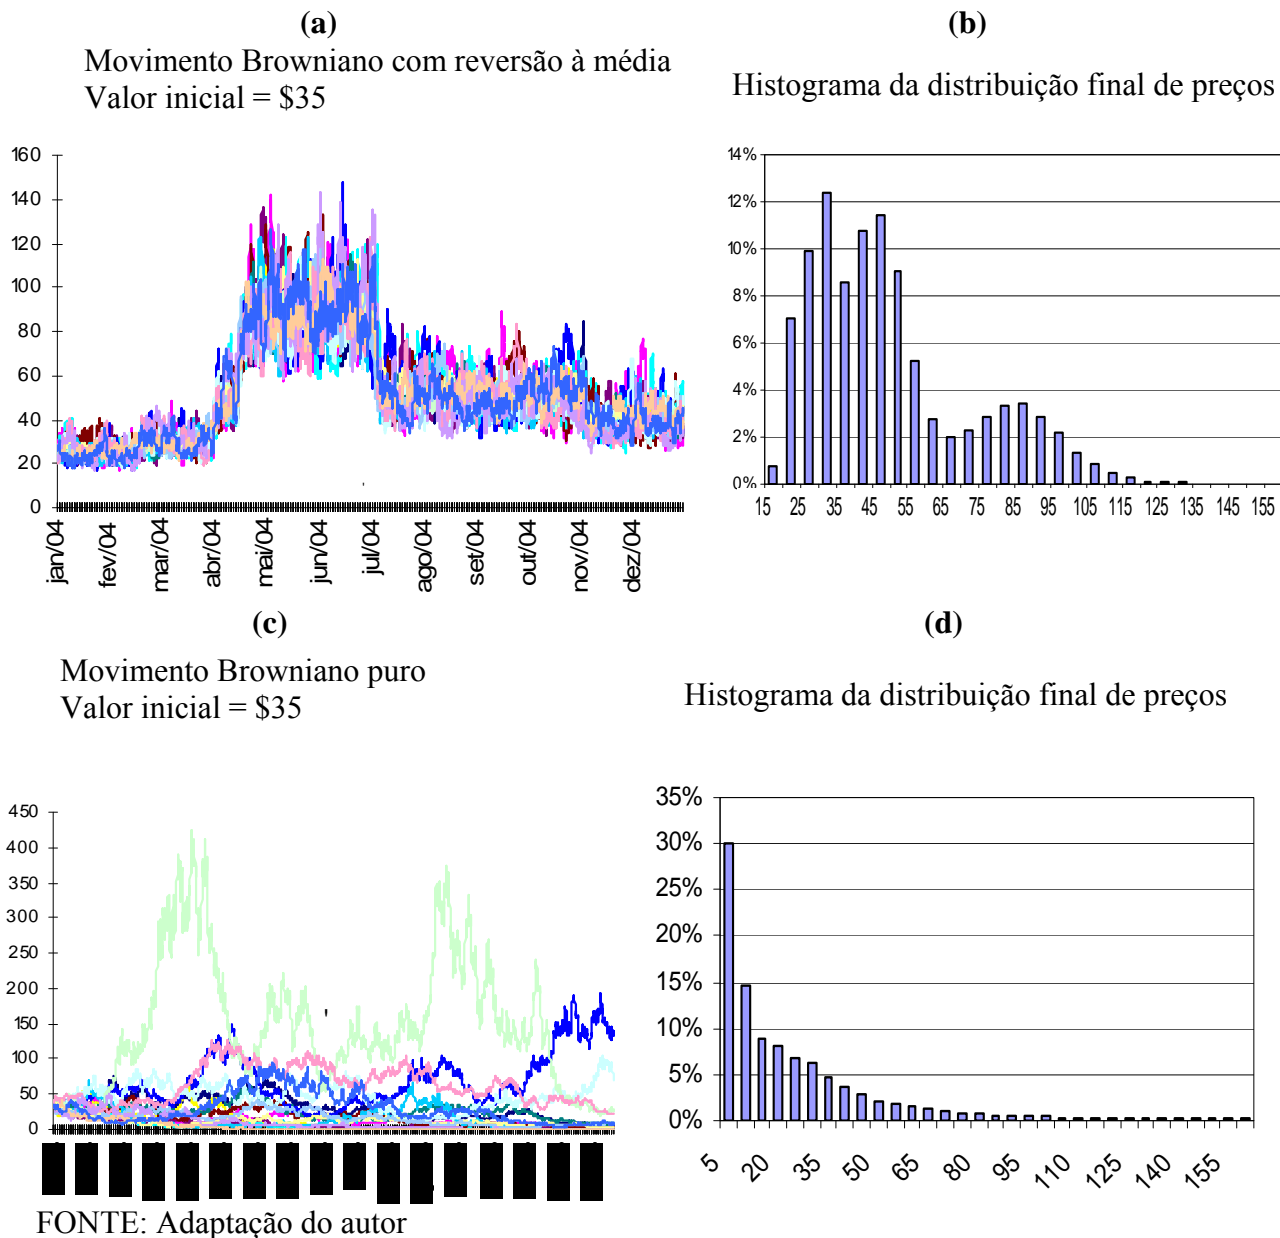 (a)
Movimento Browniano com reversão à média
Valor inicial = $35
160
140
120
100
80
60
40
20
0
jan/04
fev/04
mar/04
abr/04
mai/04
jun/04
jul/04
ago/04
set/04
out/04
nov/04
dez/04
(b)
Histograma da distribuição final de preços
14%
12%
10%
8%
6%
4%
2%
0%
15 25 35 45 55 65 75 85 95 105 115 125 135 145 155
(c)
Movimento Browniano puro
Valor inicial = $35
450
400
350
300
250
200
150
100
50
0
(d)
Histograma da distribuição final de preços
35%
30%
25%
20%
15%
10%
5%
0%
5 20 35 50 65 80 95 110 125 140 155
FONTE: Adaptação do autor